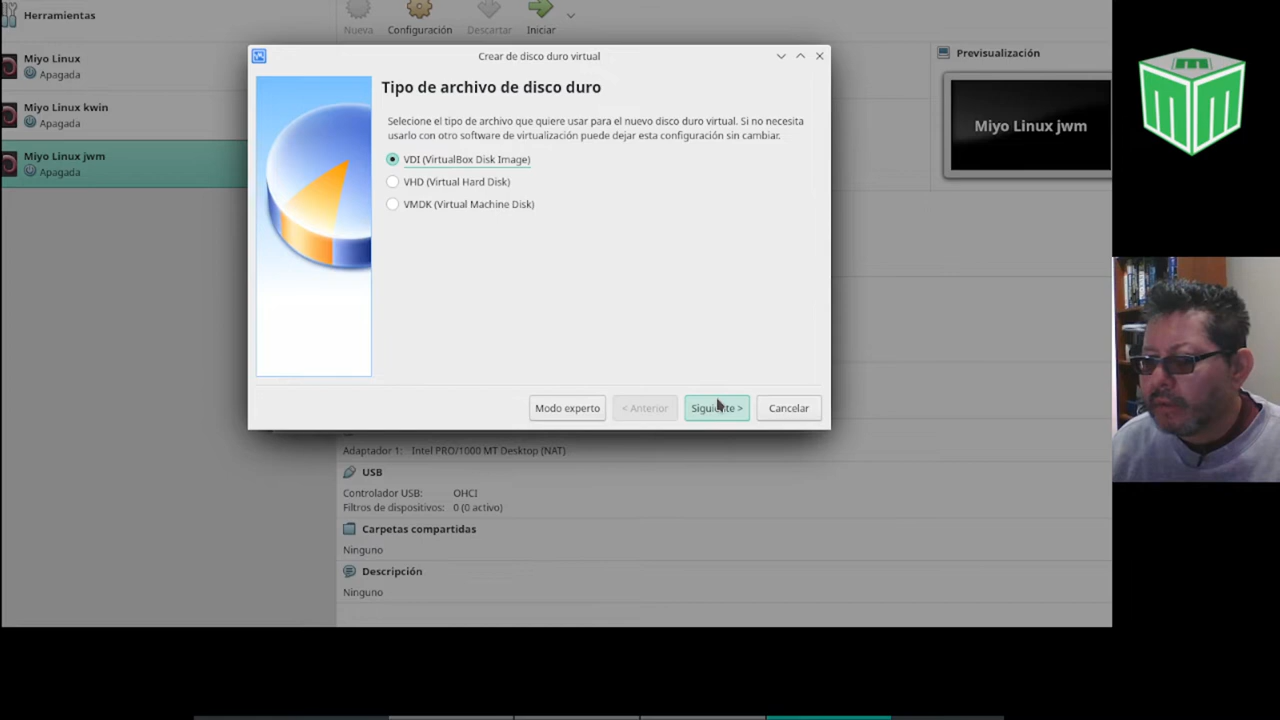 Herramientas
Nueva
Configuración
Descartar
Iniciar
Miyo Linux
Apagada
Miyo Linux kwin
Apagada
Miyo Linux jwm
Apagada
Previsualización
Miyo Linux jwm
Crear de disco duro virtual
Tipo de archivo de disco duro
Seleccione el tipo de archivo que quiere usar para el nuevo disco duro virtual. Si no necesita
usarlo con otro software de virtualización puede dejar esta configuración sin cambiar.
VDI (VirtualBox Disk Image)
VHD (Virtual Hard Disk)
VMDK (Virtual Machine Disk)
Modo experto
< Anterior
Siguiente >
Cancelar
Adaptador 1: Intel PRO/1000 MT Desktop (NAT)
USB
Controlador USB: OHCI
Filtros de dispositivos: 0 (0 activo)
Carpetas compartidas
Ninguno
Descripción
Ninguno